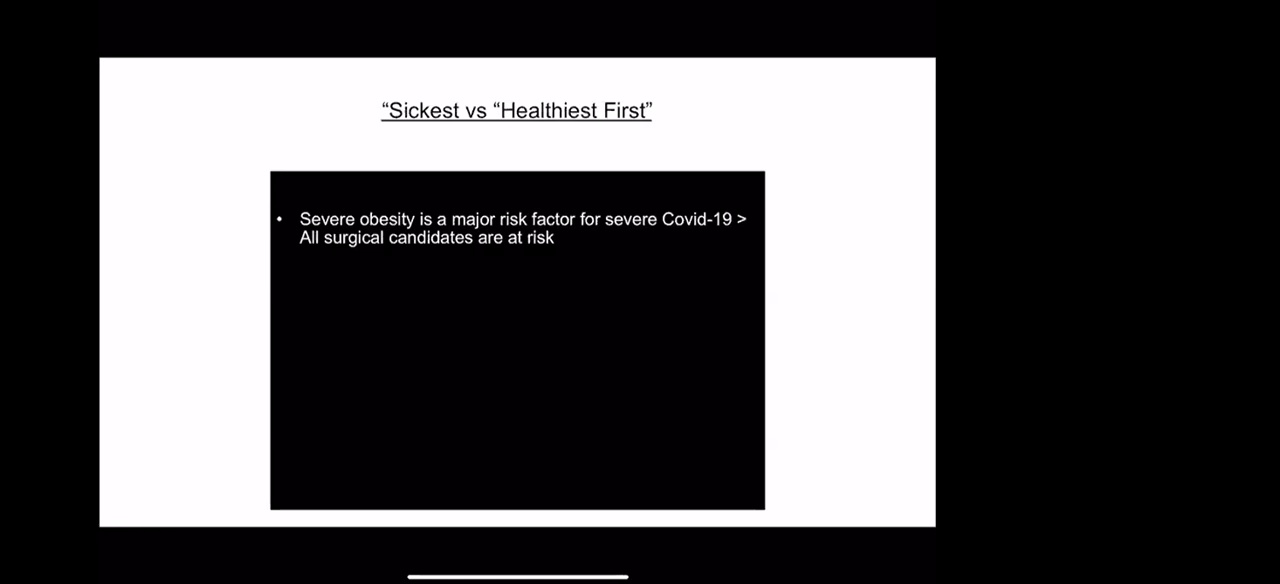 “Sickest vs “Healthiest First”
• Severe obesity is a major risk factor for severe Covid-19 >
All surgical candidates are at risk